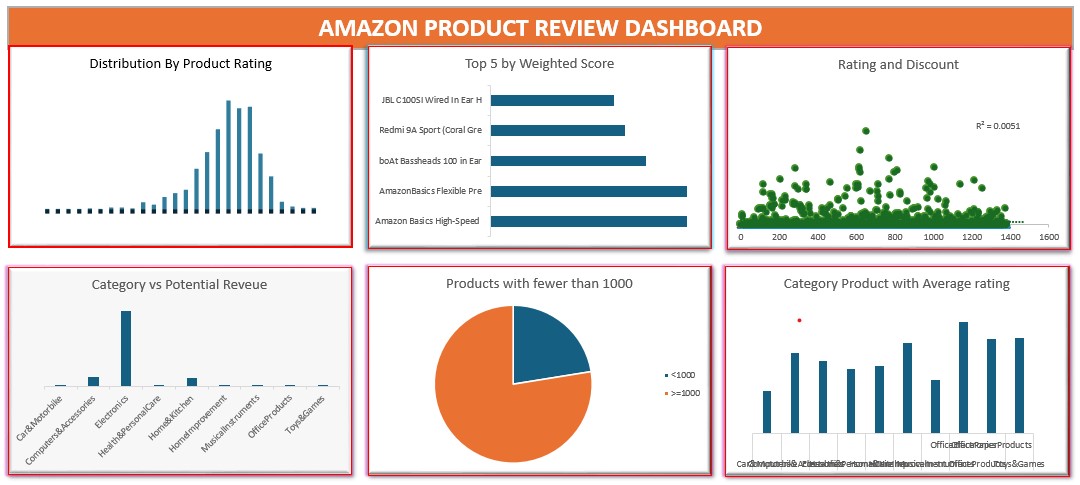 AMAZON PRODUCT REVIEW DASHBOARD
Distribution By Product Rating
Top 5 by Weighted Score
JBL C100SI Wired In Ear H
Redmi 9A Sport (Coral Gre
boAt Bassheads 100 in Ear
AmazonBasics Flexible Pre
Amazon Basics High-Speed
Rating and Discount
R² = 0.0051
0 200 400 600 800 1000 1200 1400 1600
Category vs Potential Reveue
Car&Motorbike
Computers&Accessories
Electronics
Health&PersonalCare
Home&Kitchen
HomeImprovement
MusicalInstruments
OfficeProducts
Toys&Games
Products with fewer than 1000
<1000
>=1000
Category Product with Average rating
Toys&Games